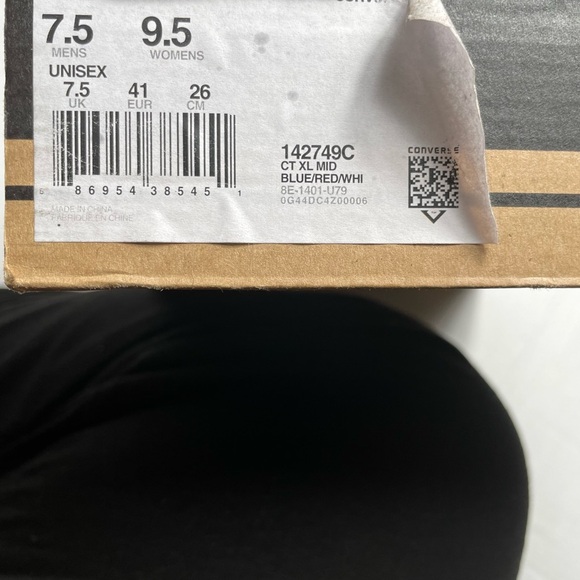 7.5 9.5
MENS WOMENS
UNISEX
7.5 41 26
UK EUR CM
142749C
CT XL MID
BLUE/RED/WHI
8E-1401-U79
0G44DC4Z00006
CONVERSE
5 86954 38545 1
MADE IN CHINA
FABRIQUÉ EN CHINE